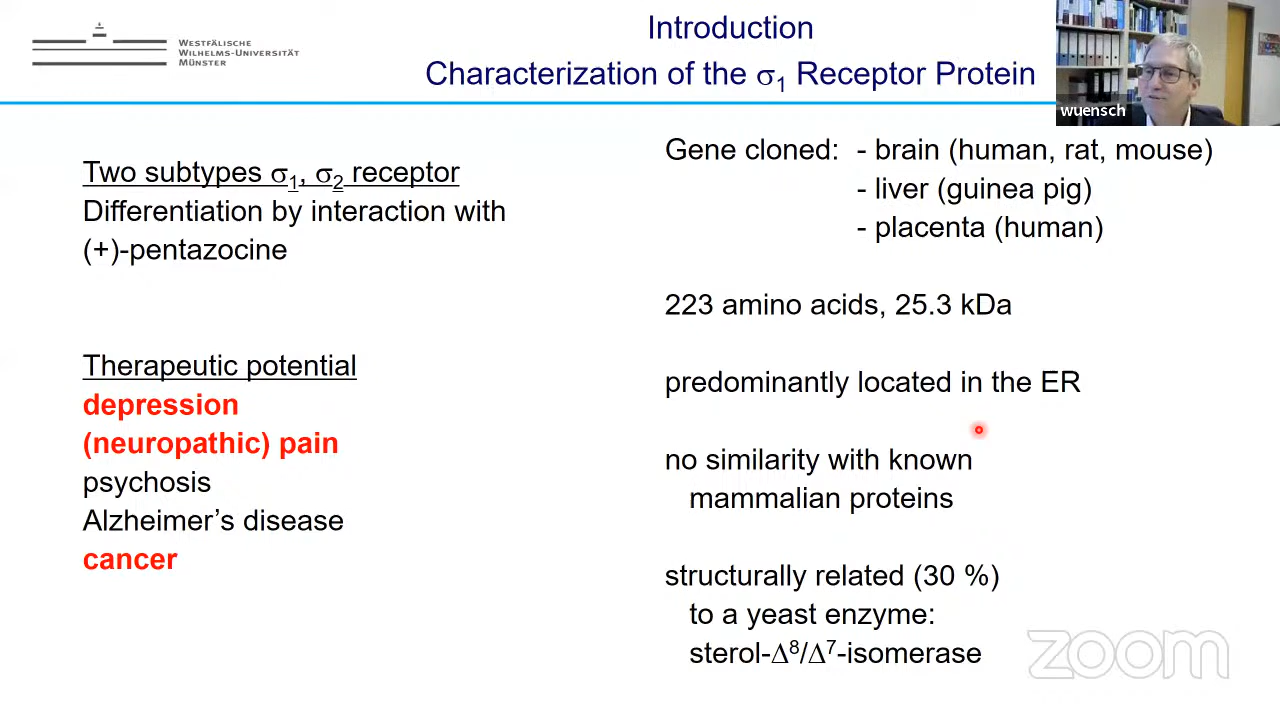 WESTFÄLISCHE
WILHELMS-UNIVERSITÄT
MÜNSTER
Introduction
Characterization of the σ₁ Receptor Protein
wuensch
Two subtypes σ₁, σ₂ receptor
Differentiation by interaction with
(+)-pentazocine
Therapeutic potential
depression
(neuropathic) pain
psychosis
Alzheimer’s disease
cancer
Gene cloned: - brain (human, rat, mouse)
- liver (guinea pig)
- placenta (human)
223 amino acids, 25.3 kDa
predominantly located in the ER
no similarity with known
mammalian proteins
structurally related (30 %)
to a yeast enzyme:
sterol-Δ⁸/Δ⁷-isomerase
zoom